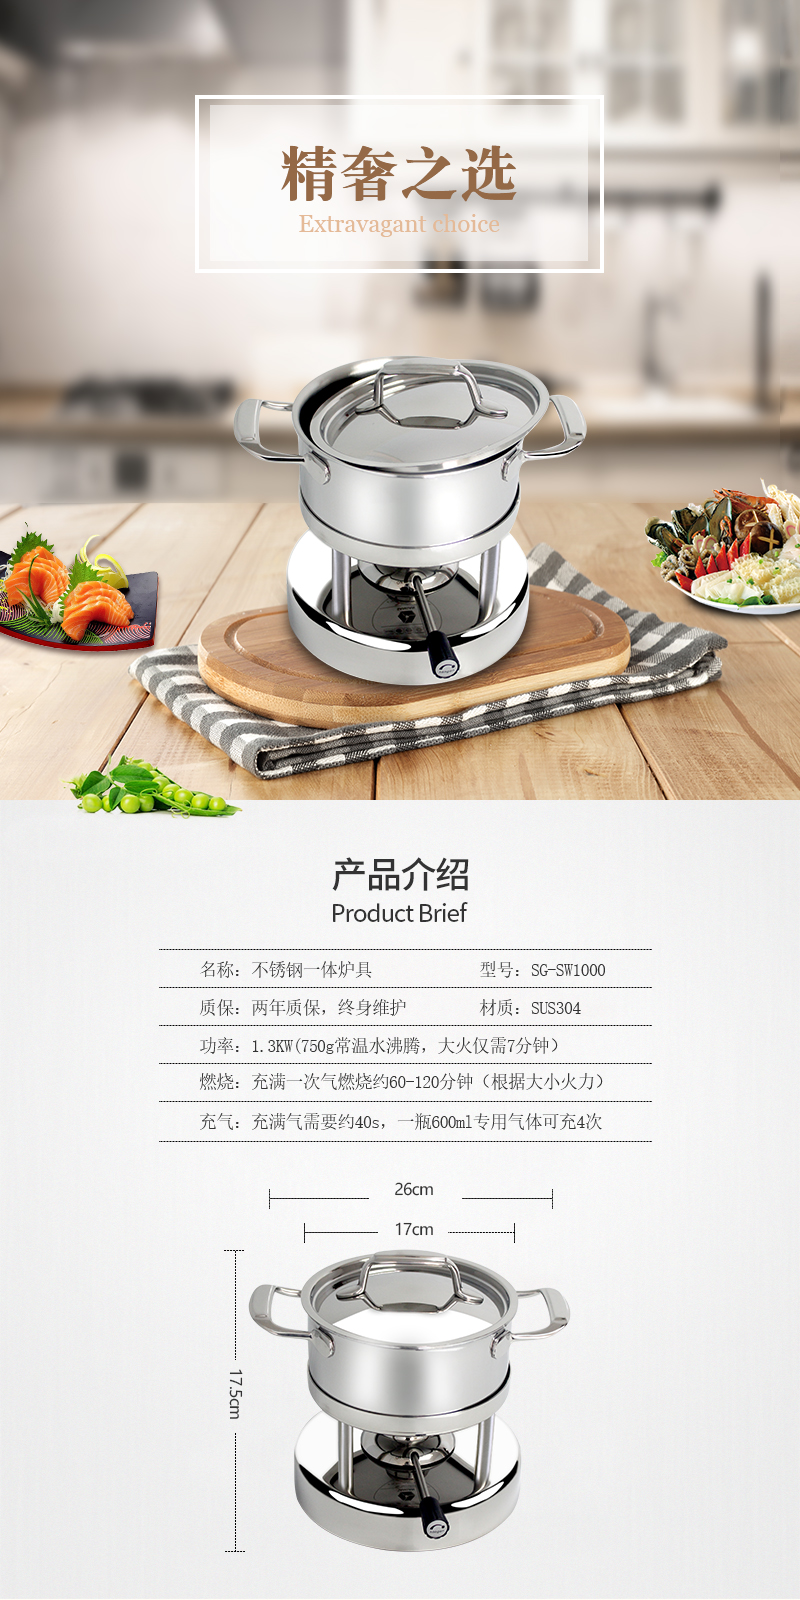 精奢之选
Extravagant choice
产品介绍
Product Brief
名称：不锈钢一体炉具 型号：SG-SW1000
质保：两年质保，终身维护 材质：SUS304
功率：1.3KW(750g常温水沸腾，大火仅需7分钟）
燃烧：充满一次气燃烧约60-120分钟（根据大小火力）
充气：充满气需要约40s，一瓶600ml专用气体可充4次
26cm
17cm
17.5cm